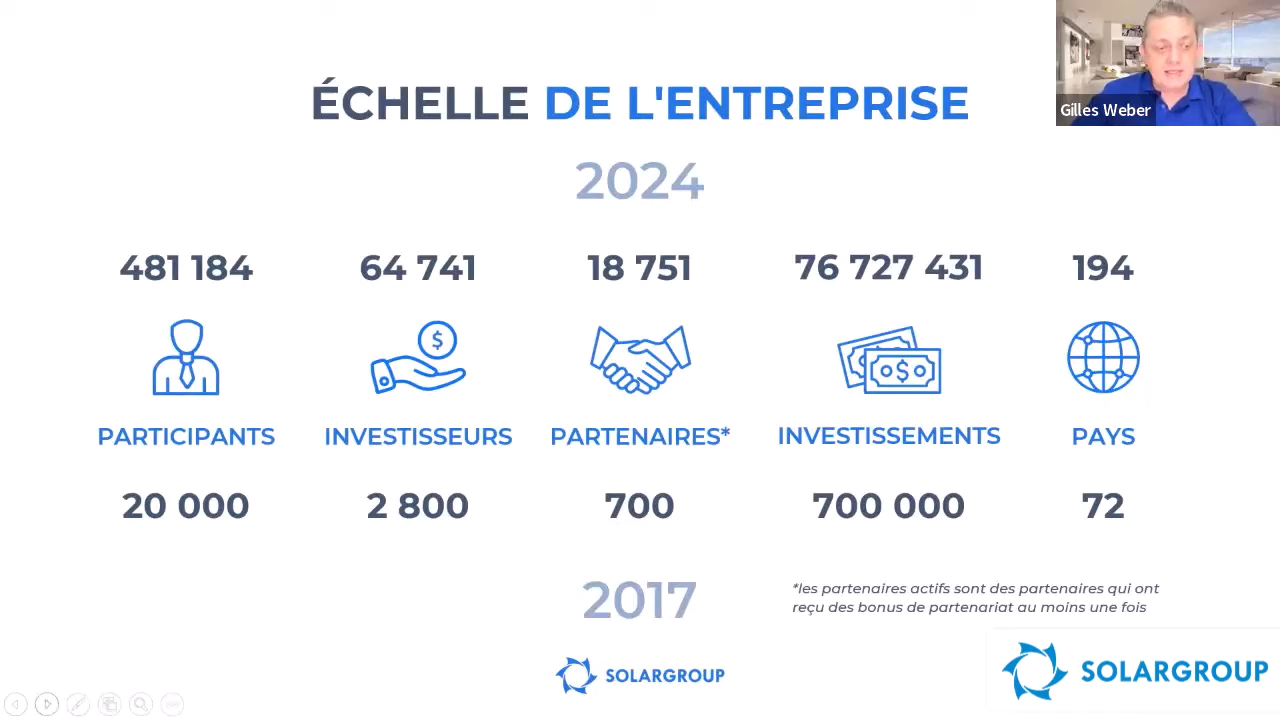 ÉCHELLE DE L'ENTREPRISE
Gilles Weber
2024
481 184 64 741 18 751 76 727 431 194
PARTICIPANTS INVESTISSEURS PARTENAIRES* INVESTISSEMENTS PAYS
20 000 2 800 700 700 000 72
2017
*les partenaires actifs sont des partenaires qui ont
reçu des bonus de partenariat au moins une fois
SOLARGROUP
SOLARGROUP